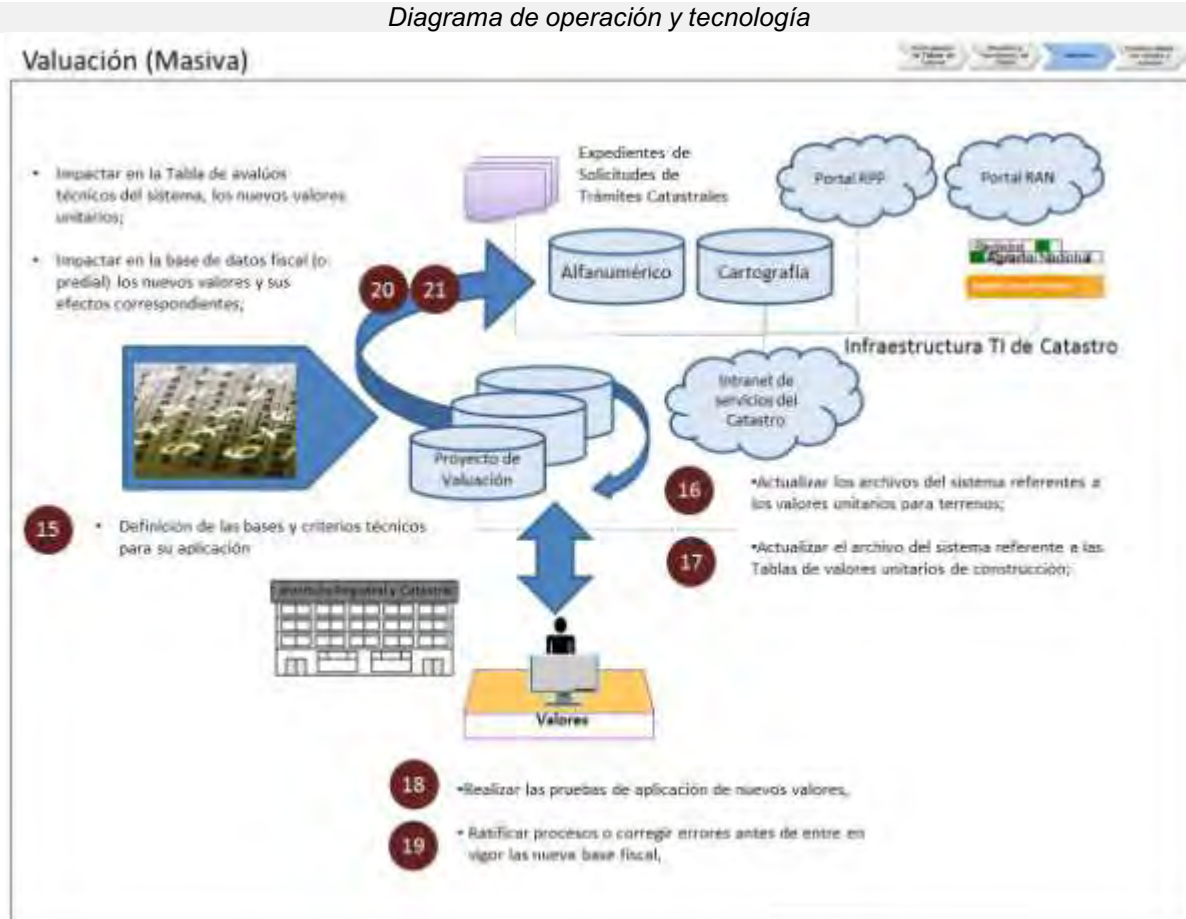 Diagrama de operación y tecnología
Valuación (Masiva)
• Impactar en la Tabla de avalúos
técnicos del sistema, los nuevos valores
unitarios;
• Impactar en la base de datos fiscal (o
predial) los nuevos valores y sus
efectos correspondientes;
Expedientes de
Solicitudes de
Trámites Catastrales
Portal RPP
Portal RAN
Alfanumérico
Cartografía
20
21
Infraestructura TI de Catastro
Intranet de
servicios del
Catastro
Proyecto de
Valuación
16
•Actualizar los archivos del sistema referentes a
los valores unitarios para terrenos;
15
• Definición de las bases y criterios técnicos
para su aplicación
17
•Actualizar el archivo del sistema referente a las
Tablas de valores unitarios de construcción;
Instituto Registral y Catastral
Valores
18
•Realizar las pruebas de aplicación de nuevos valores,
19
• Ratificar procesos o corregir errores antes de entre en
vigor las nueva base fiscal,